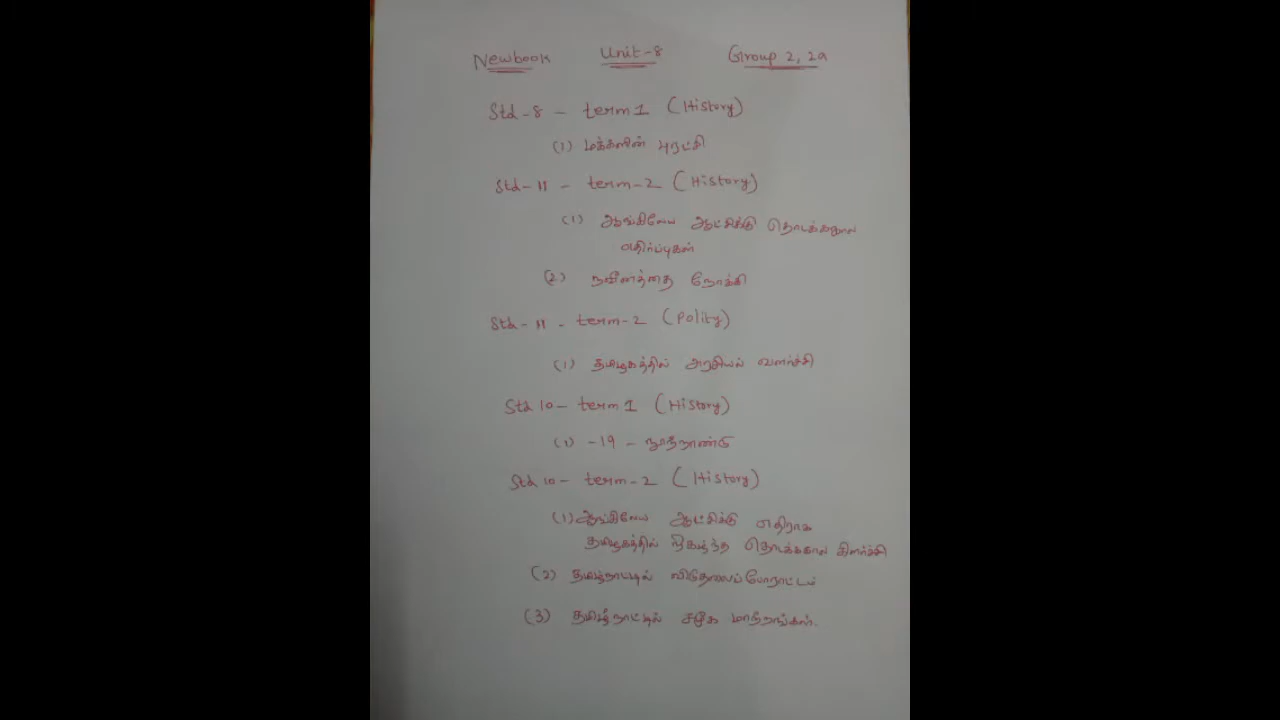 Newbook Unit-8 Group 2, 2a
Std-8 - term 1 (History)
(1) மக்களின் புரட்சி
Std-11 - term-2 (History)
(1) ஆங்கிலேய ஆட்சிக்கு தொடக்ககால
எதிர்ப்புகள்
(2) நவீனத்தை நோக்கி
Std-11 - term-2 (Polity)
(1) தமிழகத்தில் அரசியல் வளர்ச்சி
Std 10 - term 1 (History)
(1) -19 - நூற்றாண்டு
Std 10 - term-2 (History)
(1) ஆங்கிலேய ஆட்சிக்கு எதிராக
தமிழகத்தில் நிகழ்ந்த தொடக்ககால கிளர்ச்சி
(2) தமிழ்நாட்டில் விடுதலைப்போராட்டம்
(3) தமிழ்நாட்டில் சமூக மாற்றங்கள்.